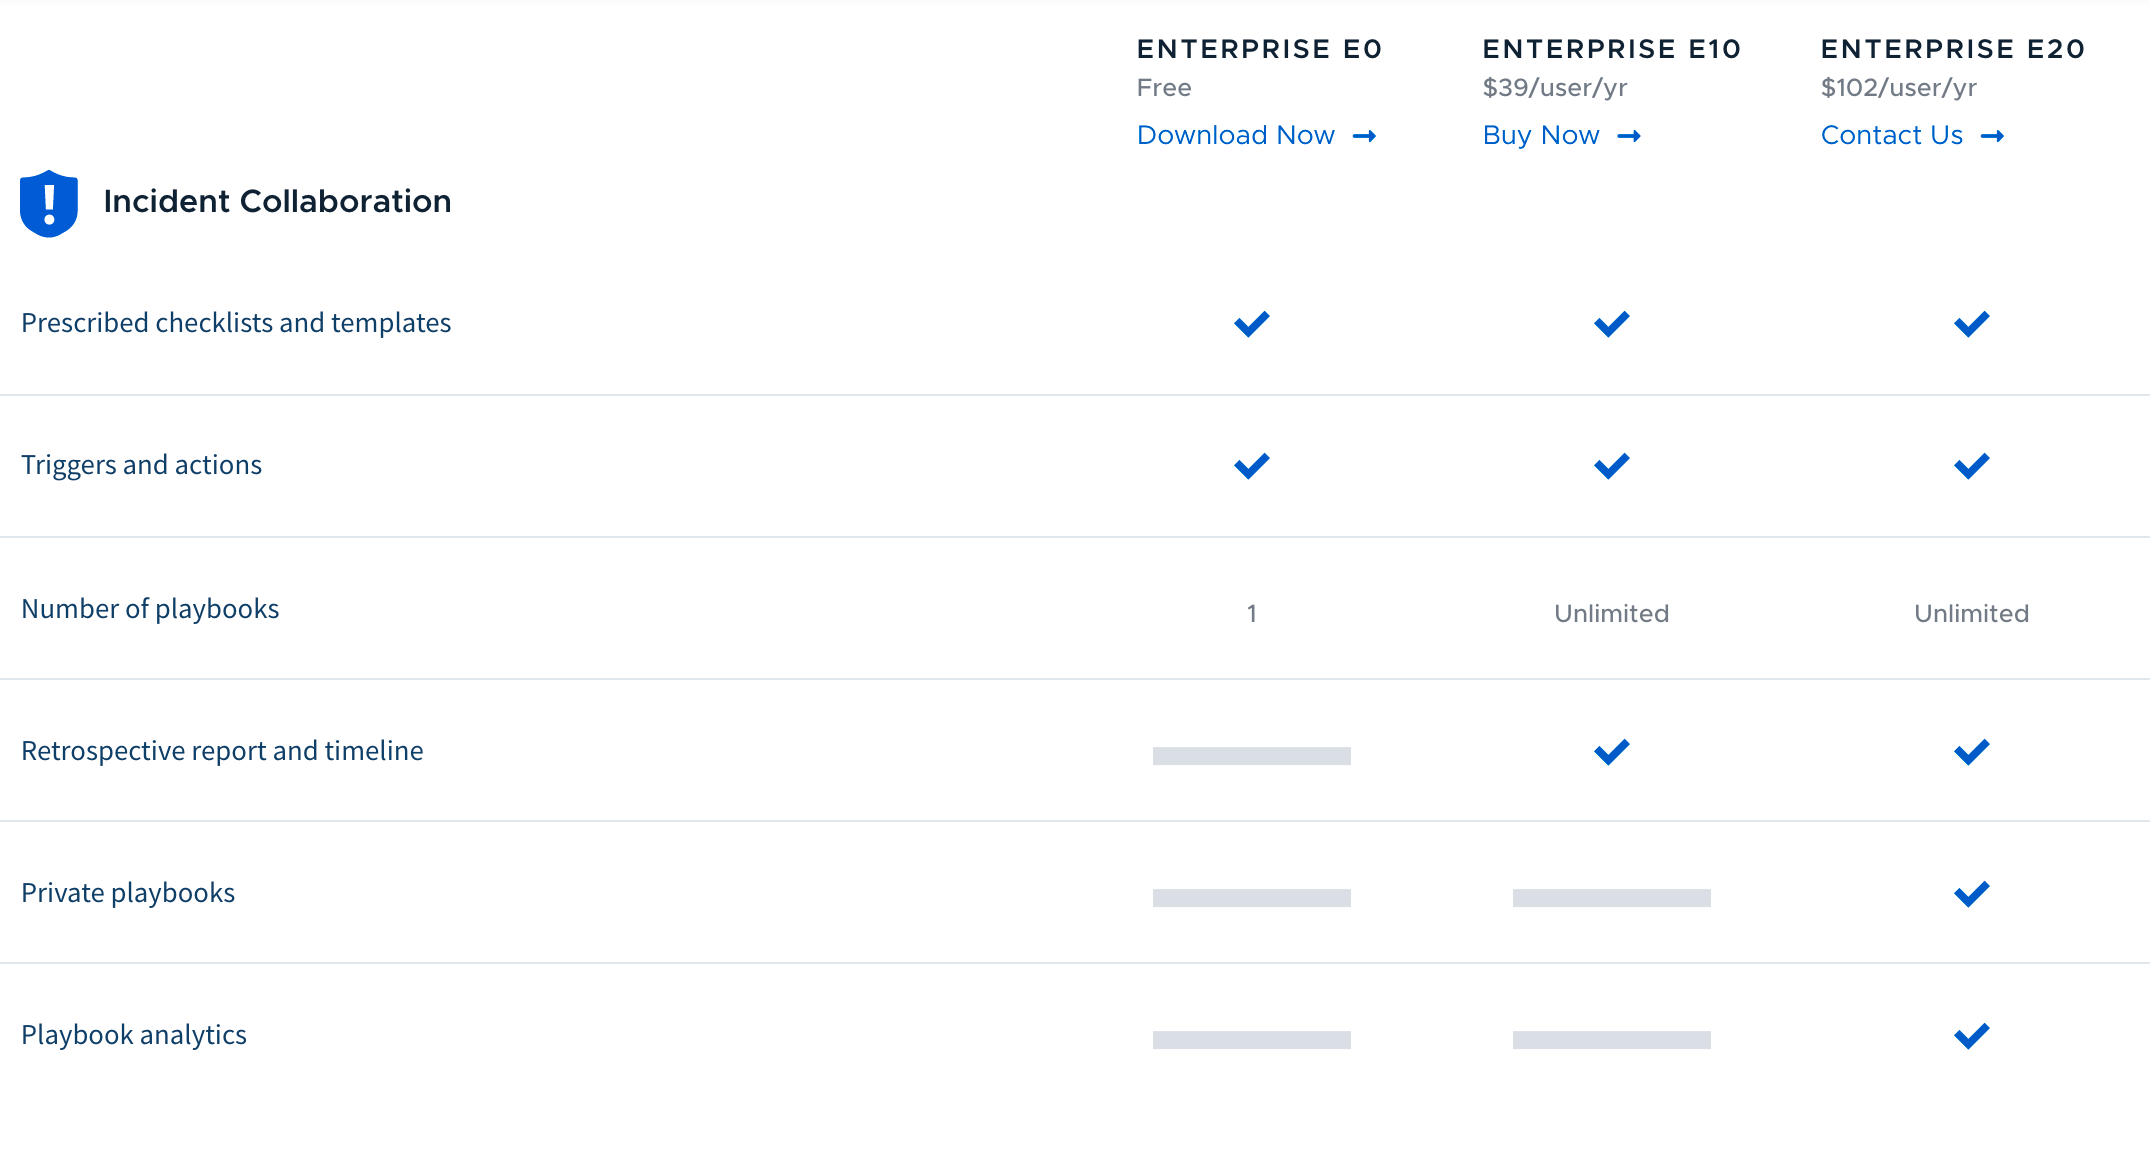 ENTERPRISE E0 ENTERPRISE E10 ENTERPRISE E20
Free $39/user/yr $102/user/yr
Download Now → Buy Now → Contact Us →
Incident Collaboration
Prescribed checklists and templates
Triggers and actions
Number of playbooks 1 Unlimited Unlimited
Retrospective report and timeline
Private playbooks
Playbook analytics